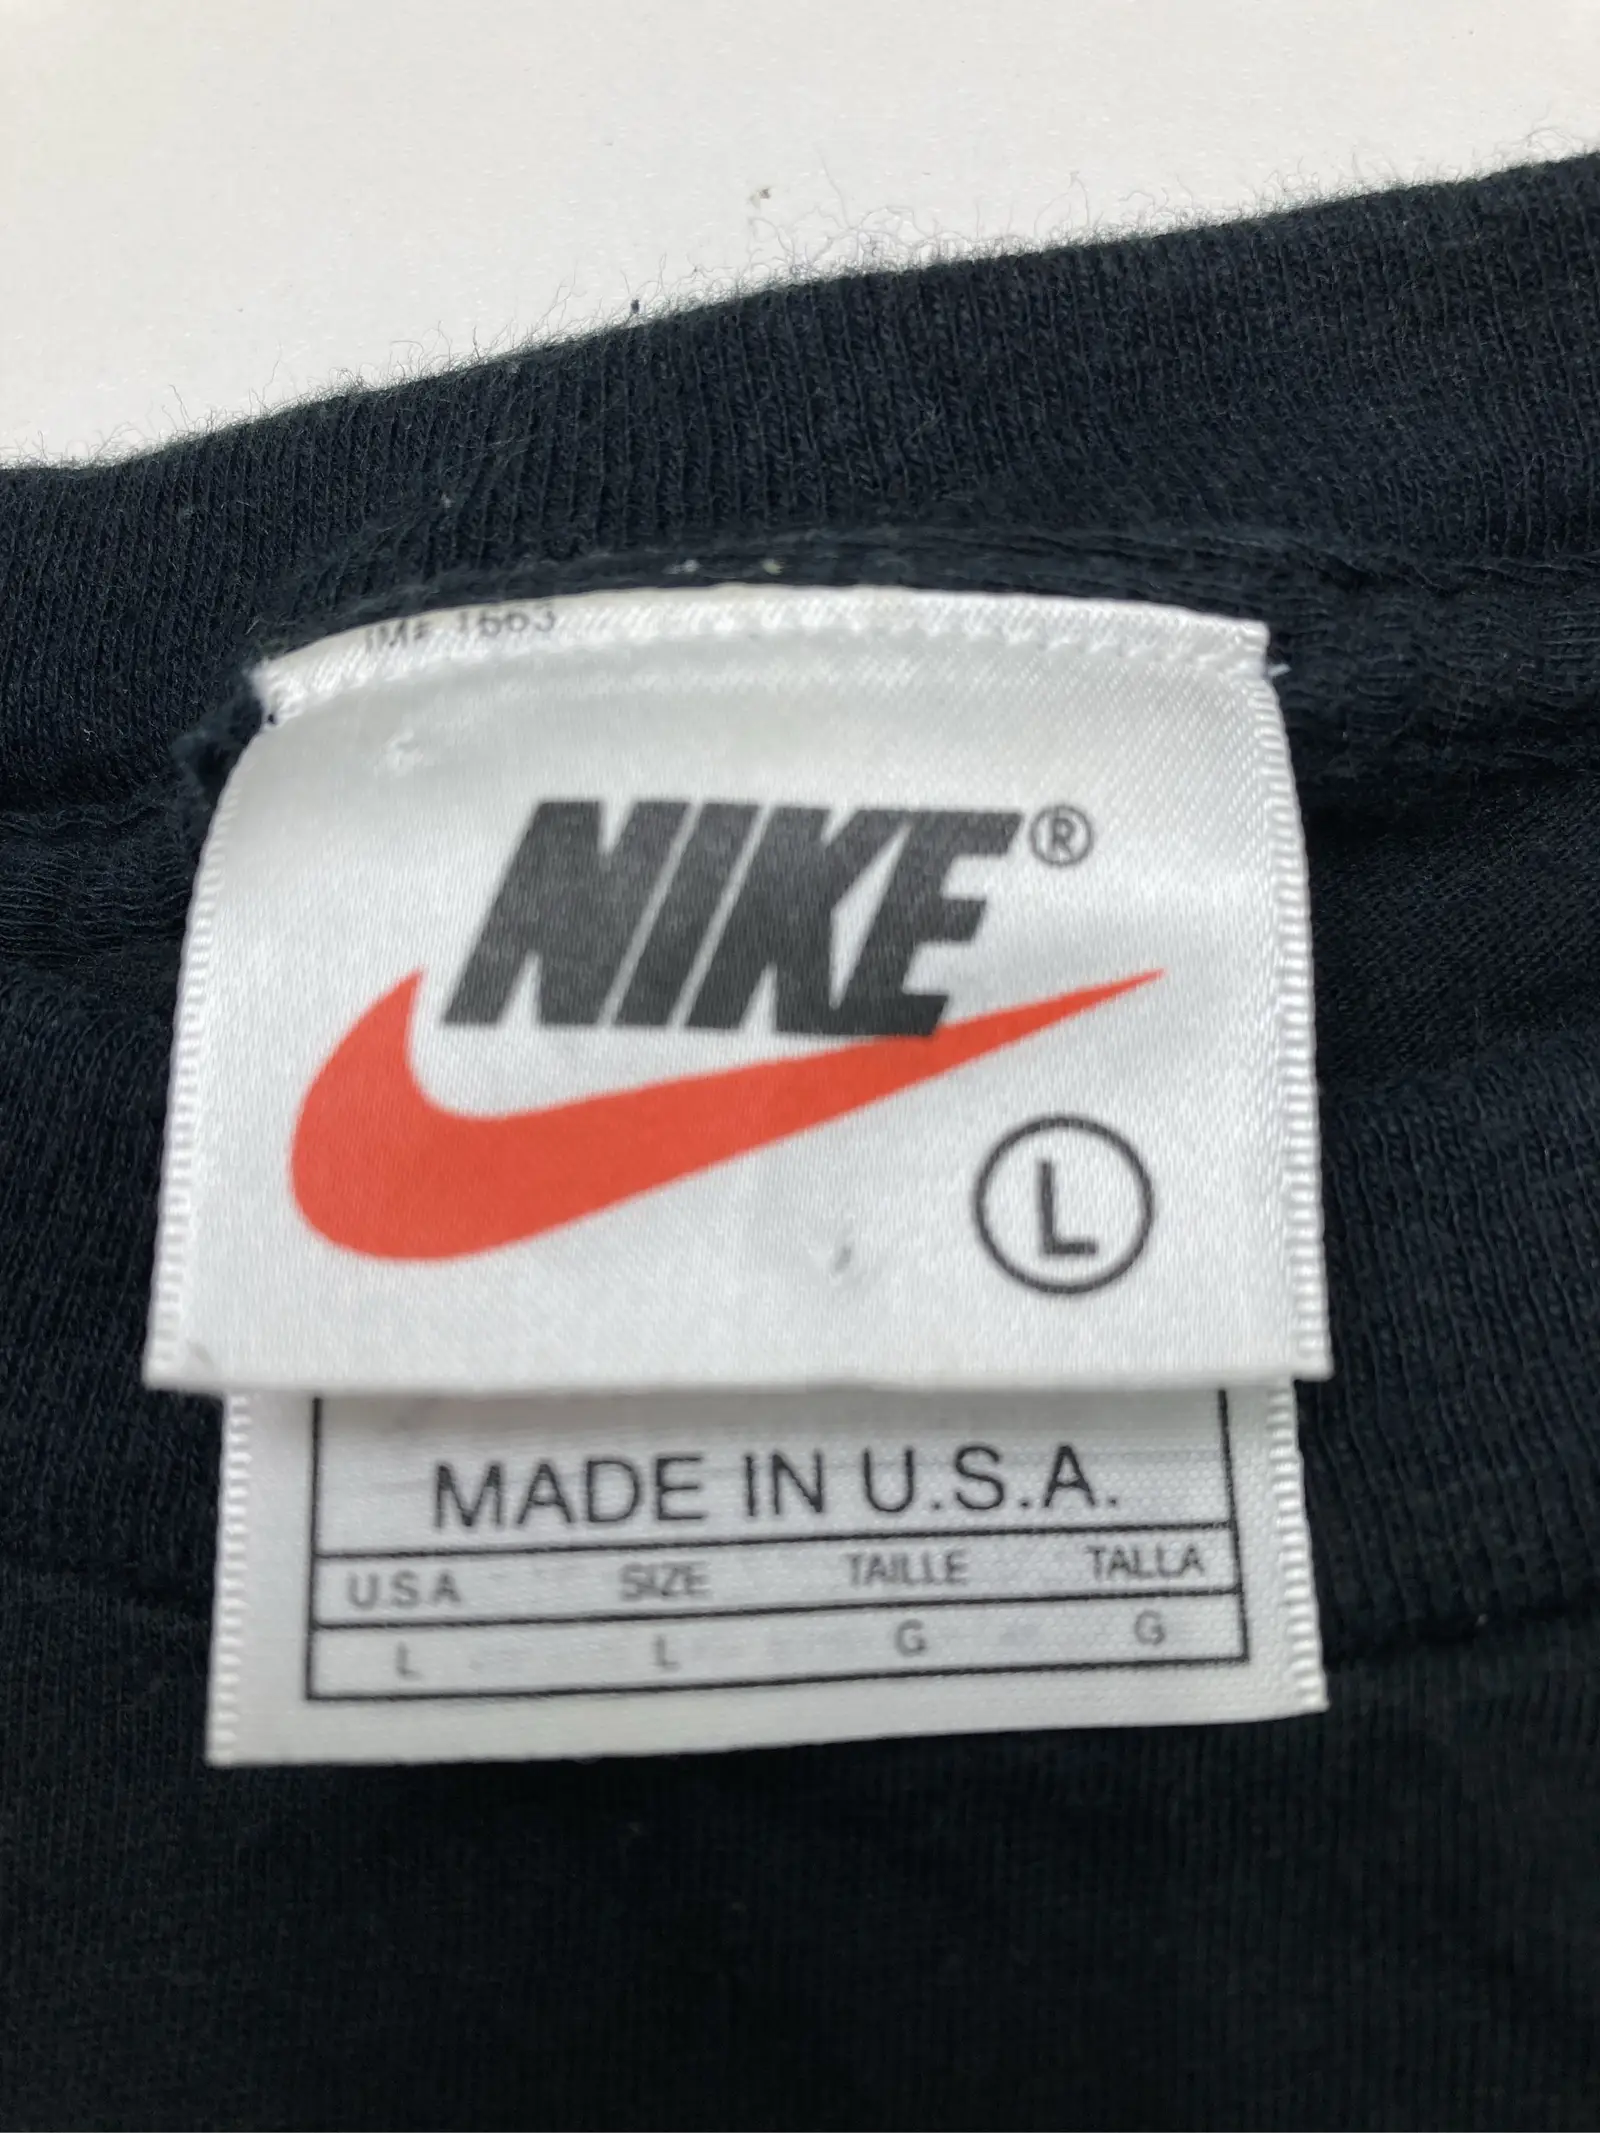 NIKE®
L
MADE IN U.S.A.
U.S.A SIZE TAILLE TALLA
L L G G